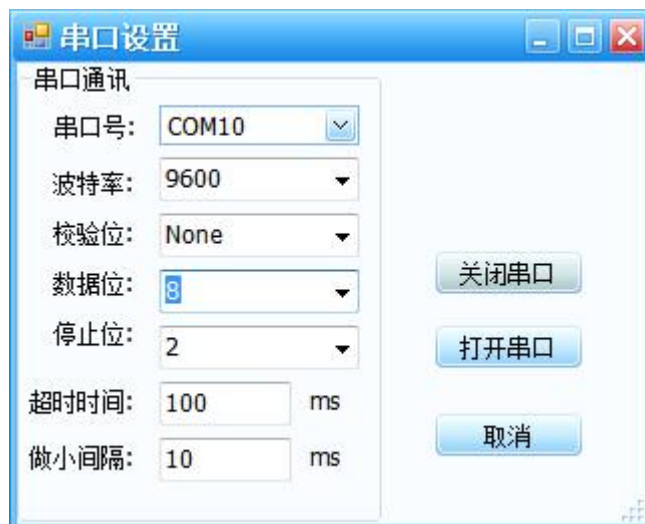 串口设置
串口通讯
串口号: COM10
波特率: 9600
校验位: None
数据位: 8
关闭串口
停止位: 2
打开串口
超时时间: 100 ms
取消
做小间隔: 10 ms